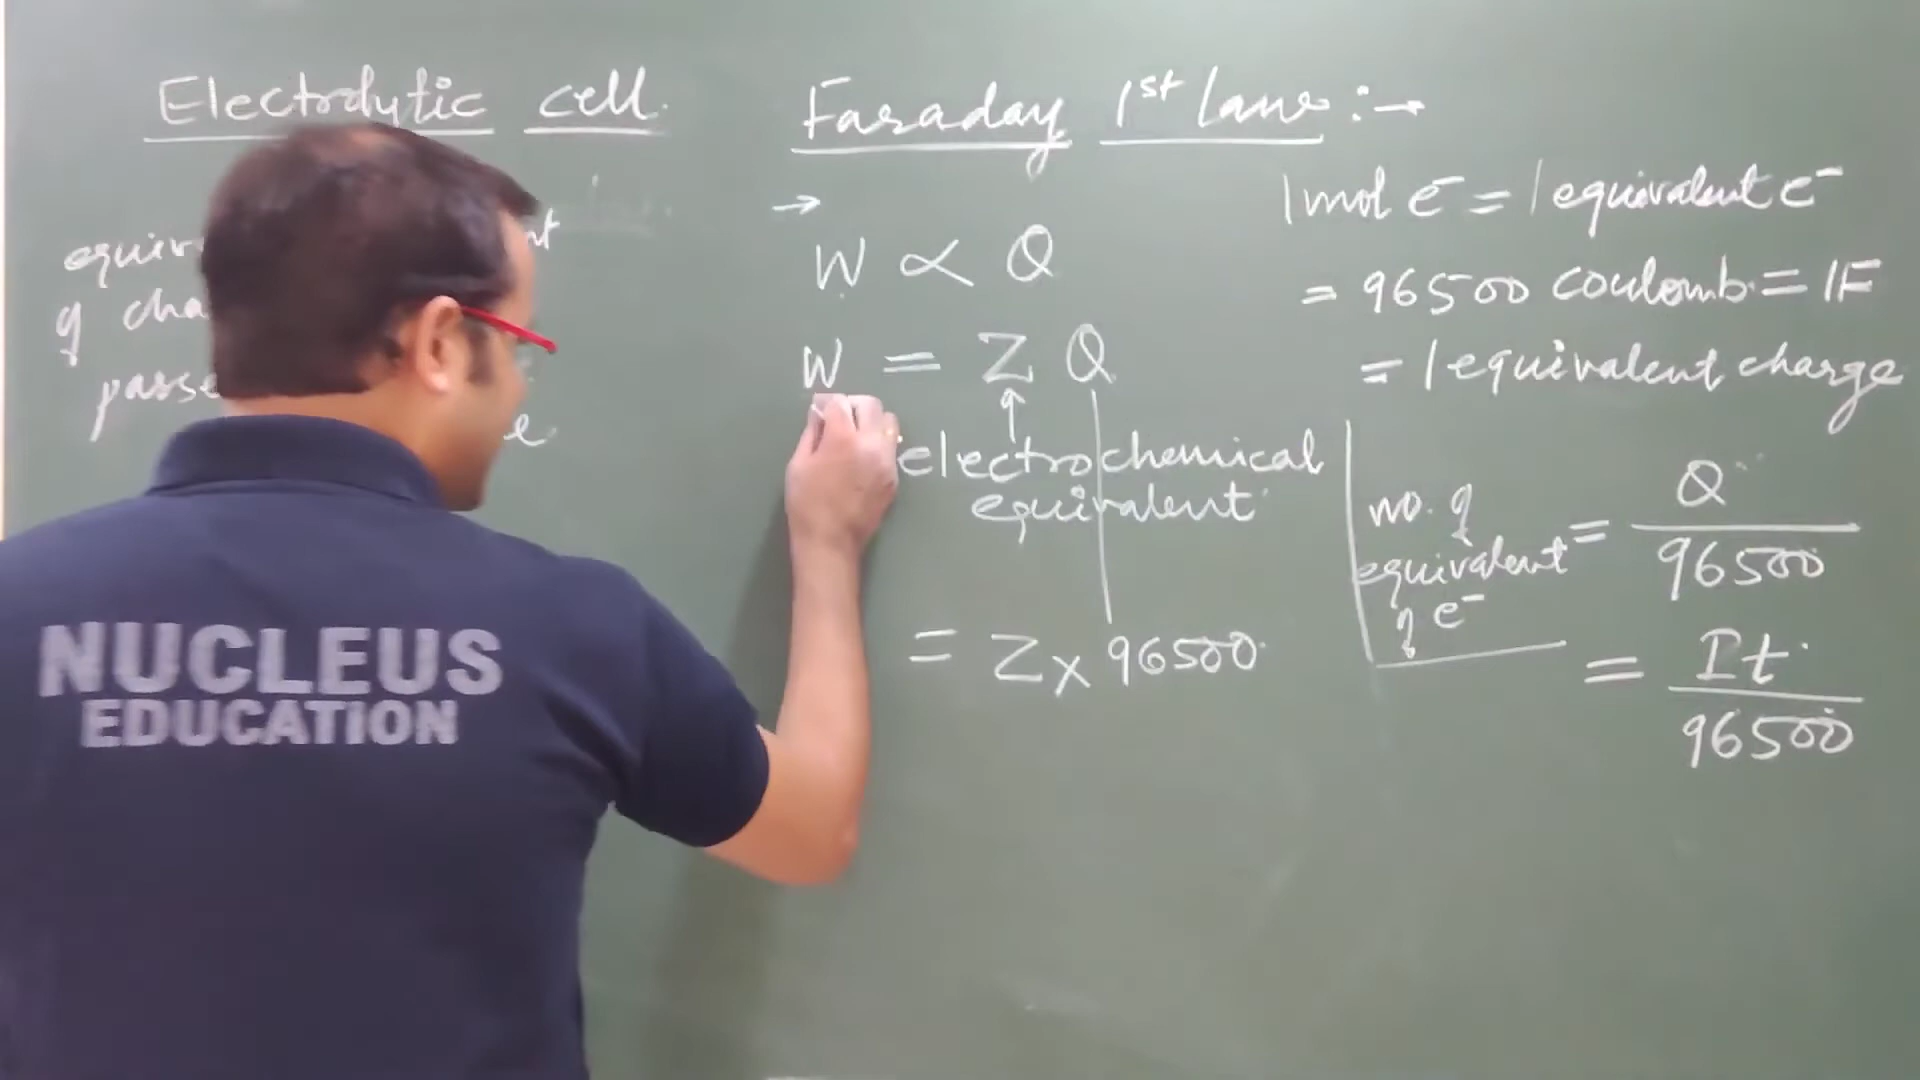 Electrolytic cell.
equiv nt
of cha
passe
e
Faraday 1st law :→
→
W ∝ Q
W = Z Q
↑
electrochemical
equivalent
= Z x 96500
1 mol e⁻ = 1 equivalent e⁻
= 96500 coulomb = 1F
= 1 equivalent charge
no. of
equivalent
of e⁻
= Q / 96500
= It / 96500
NUCLEUS
EDUCATION